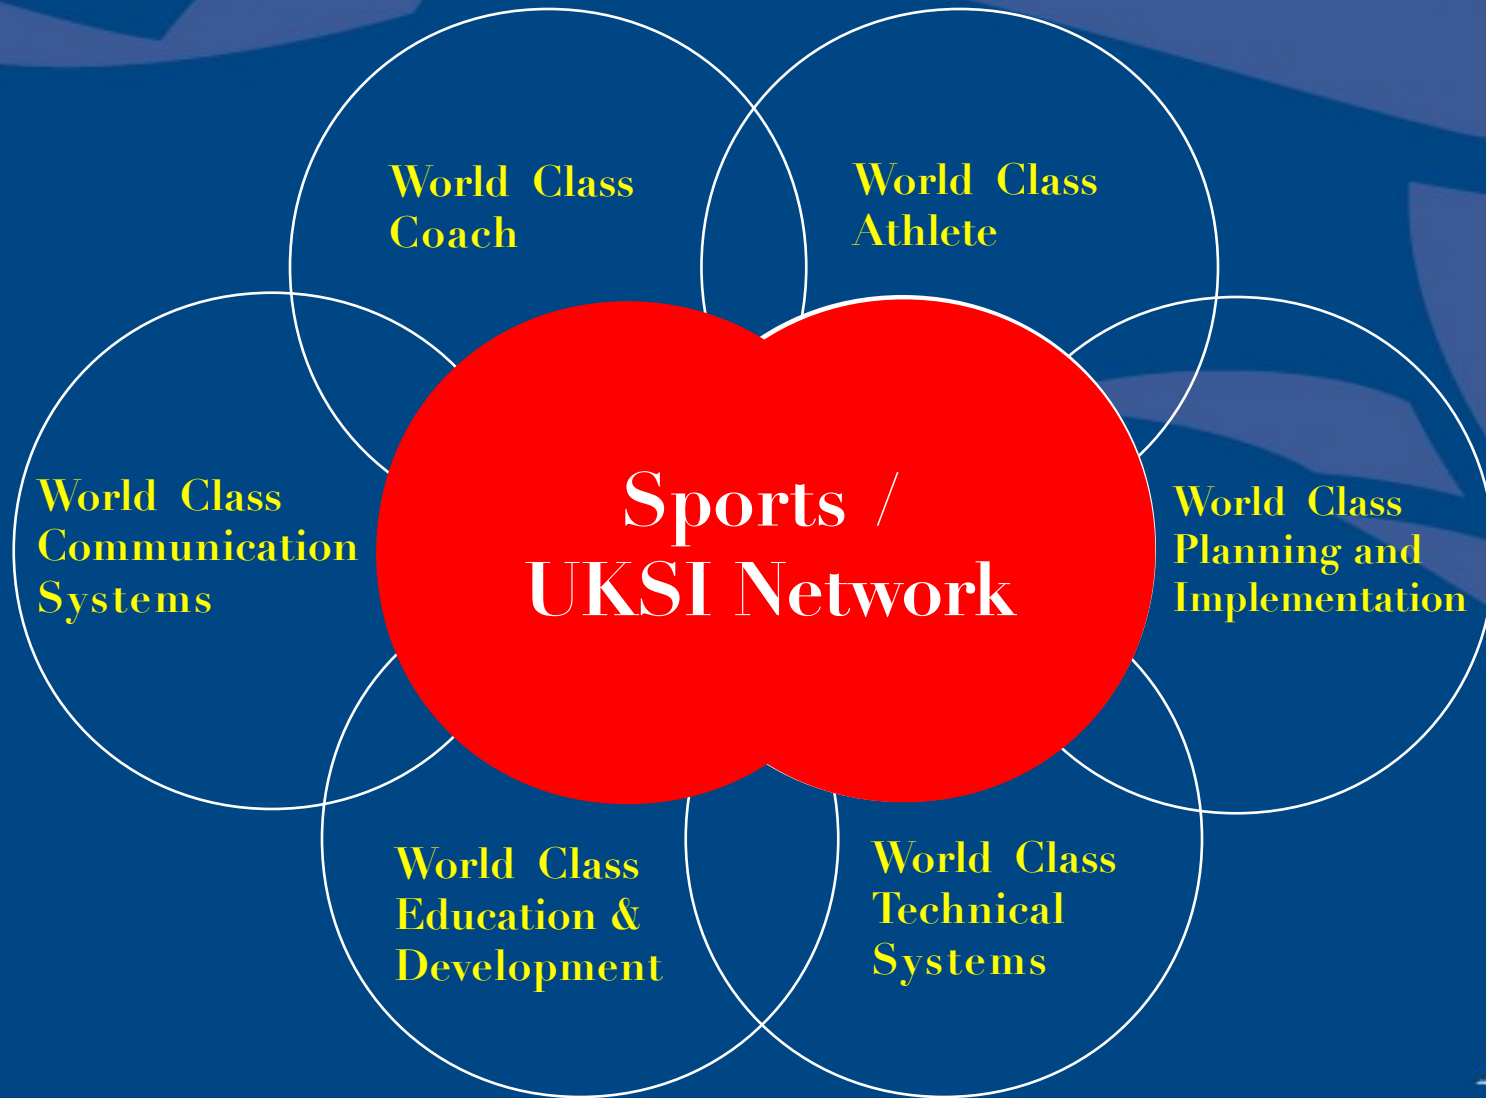 World Class
Coach
World Class
Athlete
World Class
Communication
Systems
Sports /
UKSI Network
World Class
Planning and
Implementation
World Class
Education &
Development
World Class
Technical
Systems